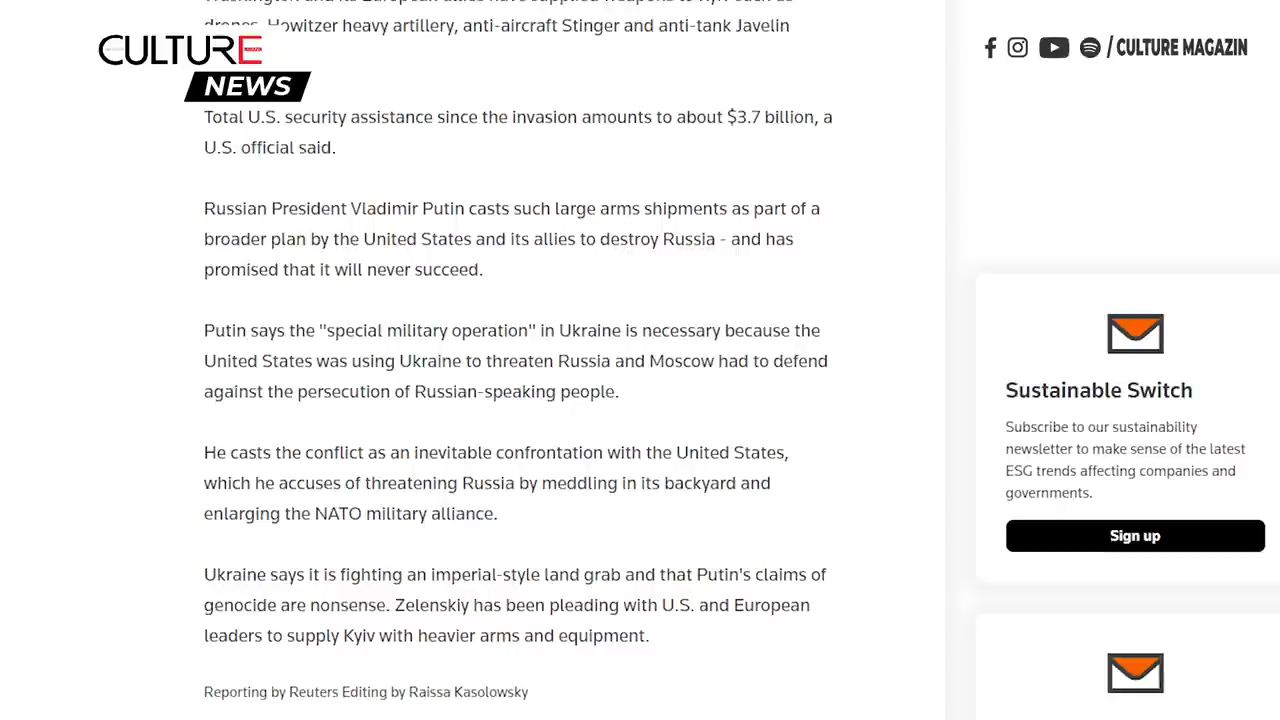 drones, Howitzer heavy artillery, anti-aircraft Stinger and anti-tank Javelin
CULTURE
NEWS
/ CULTURE MAGAZIN
Total U.S. security assistance since the invasion amounts to about $3.7 billion, a
U.S. official said.
Russian President Vladimir Putin casts such large arms shipments as part of a
broader plan by the United States and its allies to destroy Russia - and has
promised that it will never succeed.
Putin says the "special military operation" in Ukraine is necessary because the
United States was using Ukraine to threaten Russia and Moscow had to defend
against the persecution of Russian-speaking people.
He casts the conflict as an inevitable confrontation with the United States,
which he accuses of threatening Russia by meddling in its backyard and
enlarging the NATO military alliance.
Ukraine says it is fighting an imperial-style land grab and that Putin's claims of
genocide are nonsense. Zelenskiy has been pleading with U.S. and European
leaders to supply Kyiv with heavier arms and equipment.
Reporting by Reuters Editing by Raissa Kasolowsky
Sustainable Switch
Subscribe to our sustainability
newsletter to make sense of the latest
ESG trends affecting companies and
governments.
Sign up